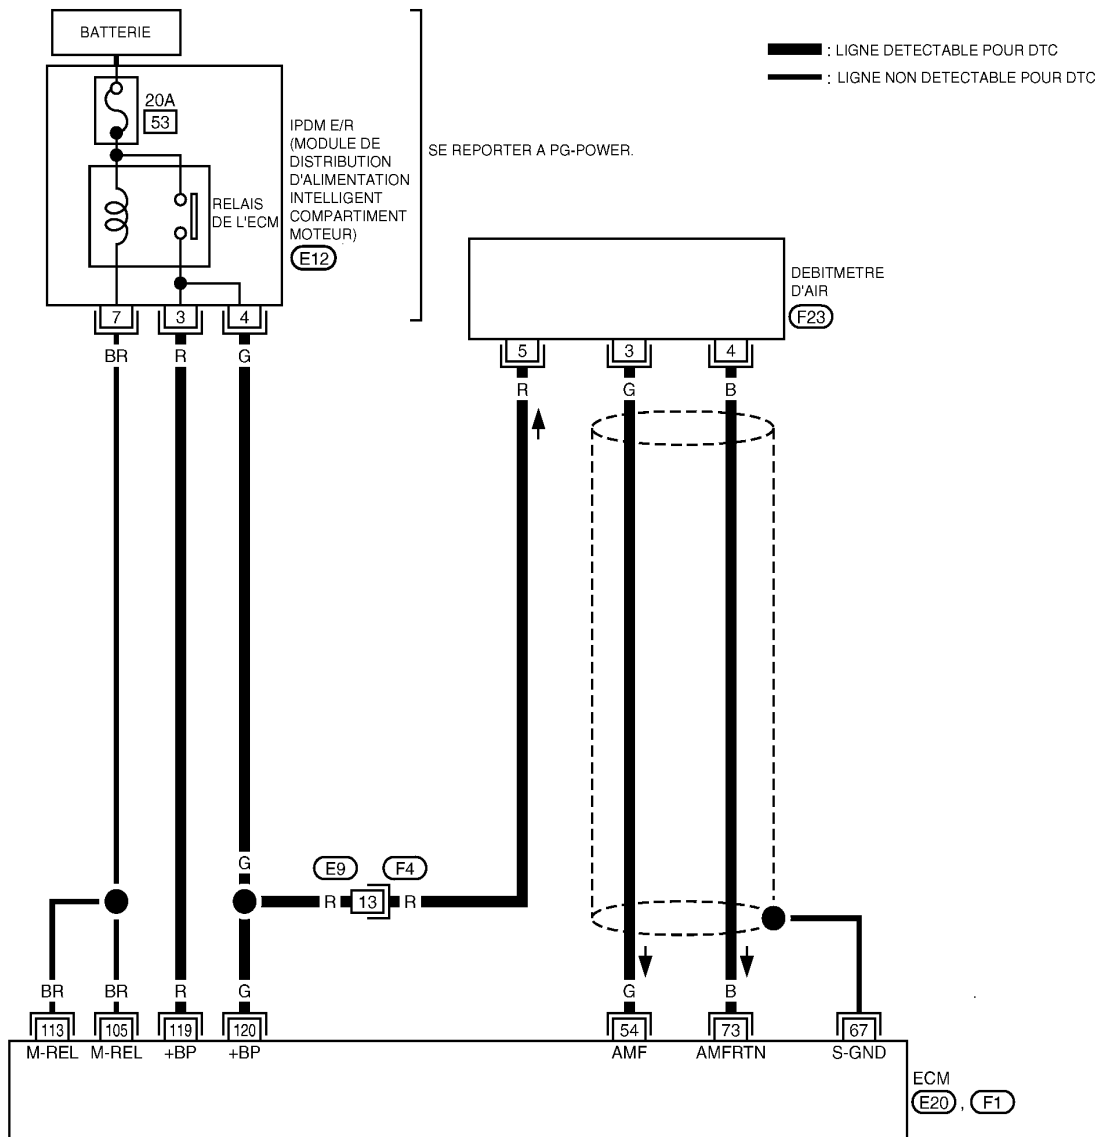 BATTERIE
20A
53
IPDM E/R
(MODULE DE
DISTRIBUTION
D'ALIMENTATION
INTELLIGENT
COMPARTIMENT
MOTEUR)
E12
RELAIS
DE L'ECM
SE REPORTER A PG-POWER.
: LIGNE DETECTABLE POUR DTC
: LIGNE NON DETECTABLE POUR DTC
DEBITMETRE
D'AIR
F23
7 3 4
BR R G
5 3 4
R G B
G
E9 F4
R 13 R
BR BR R G G B
113 105 119 120 54 73 67
M-REL M-REL +BP +BP AMF AMFRTN S-GND
ECM
E20 , F1